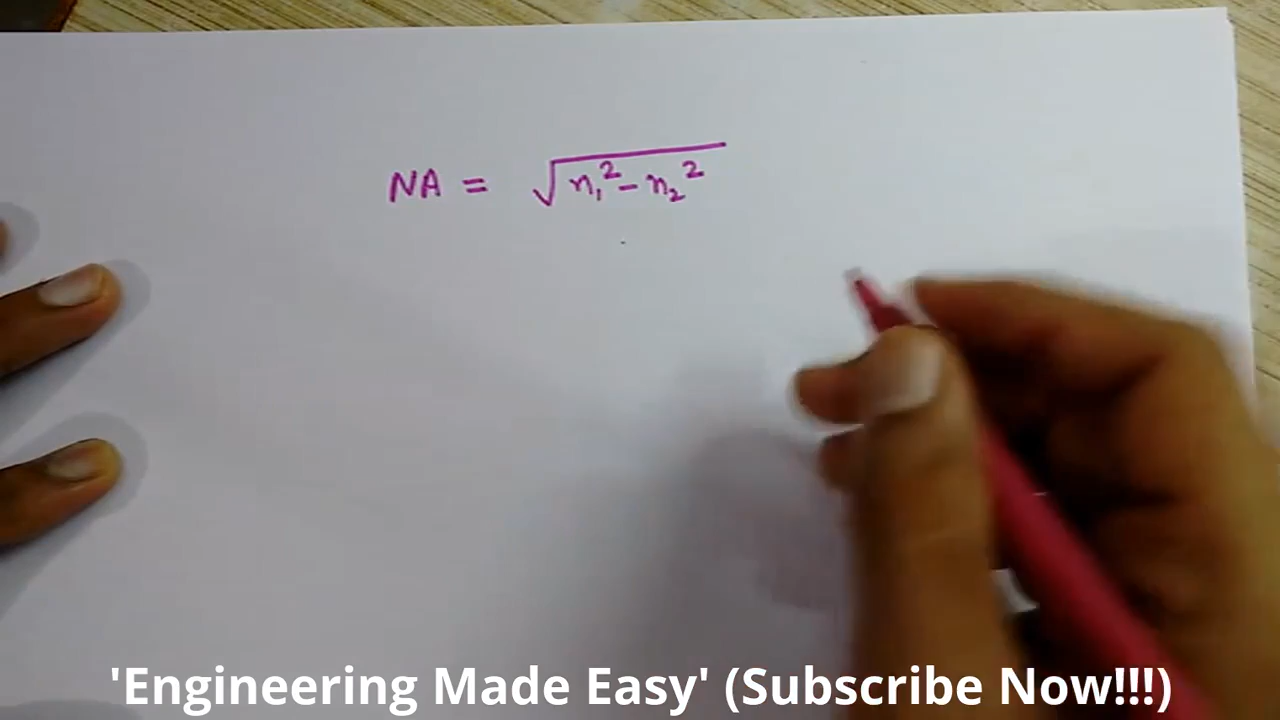 NA = √(n₁² - n₂²)
'Engineering Made Easy' (Subscribe Now!!!)